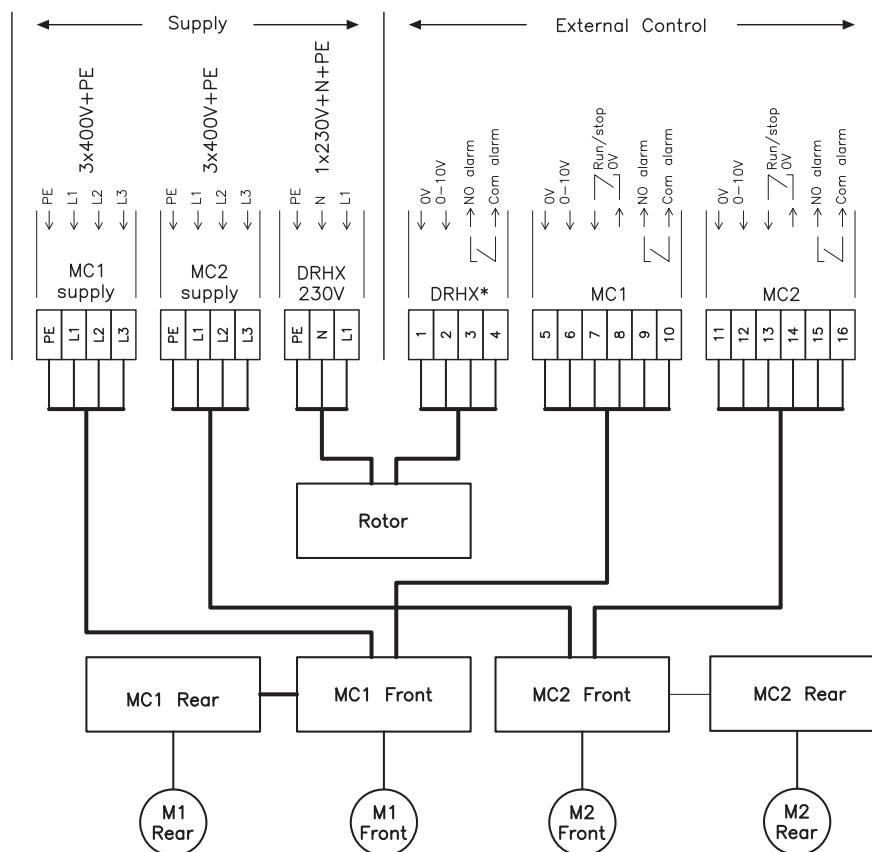 Supply
External Control
3x400V+PE
3x400V+PE
1x230V+N+PE
PE
L1
L2
L3
PE
L1
L2
L3
PE
N
L1
0V
0-10V
NO alarm
Com alarm
0V
0-10V
Run/stop
0V
NO alarm
Com alarm
0V
0-10V
Run/stop
0V
NO alarm
Com alarm
MC1
supply
MC2
supply
DRHX
230V
DRHX*
MC1
MC2
PE
L1
L2
L3
PE
L1
L2
L3
PE
N
L1
1
2
3
4
5
6
7
8
9
10
11
12
13
14
15
16
Rotor
MC1 Rear
MC1 Front
MC2 Front
MC2 Rear
M1
Rear
M1
Front
M2
Front
M2
Rear